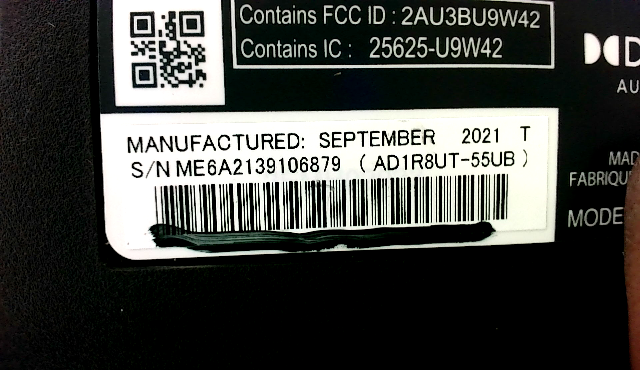 Contains FCC ID : 2AU3BU9W42
Contains IC : 25625-U9W42
MANUFACTURED: SEPTEMBER 2021 T
S/N ME6A2139106879 ( AD1R8UT-55UB )
AU
MAD
FABRIQU
MODE